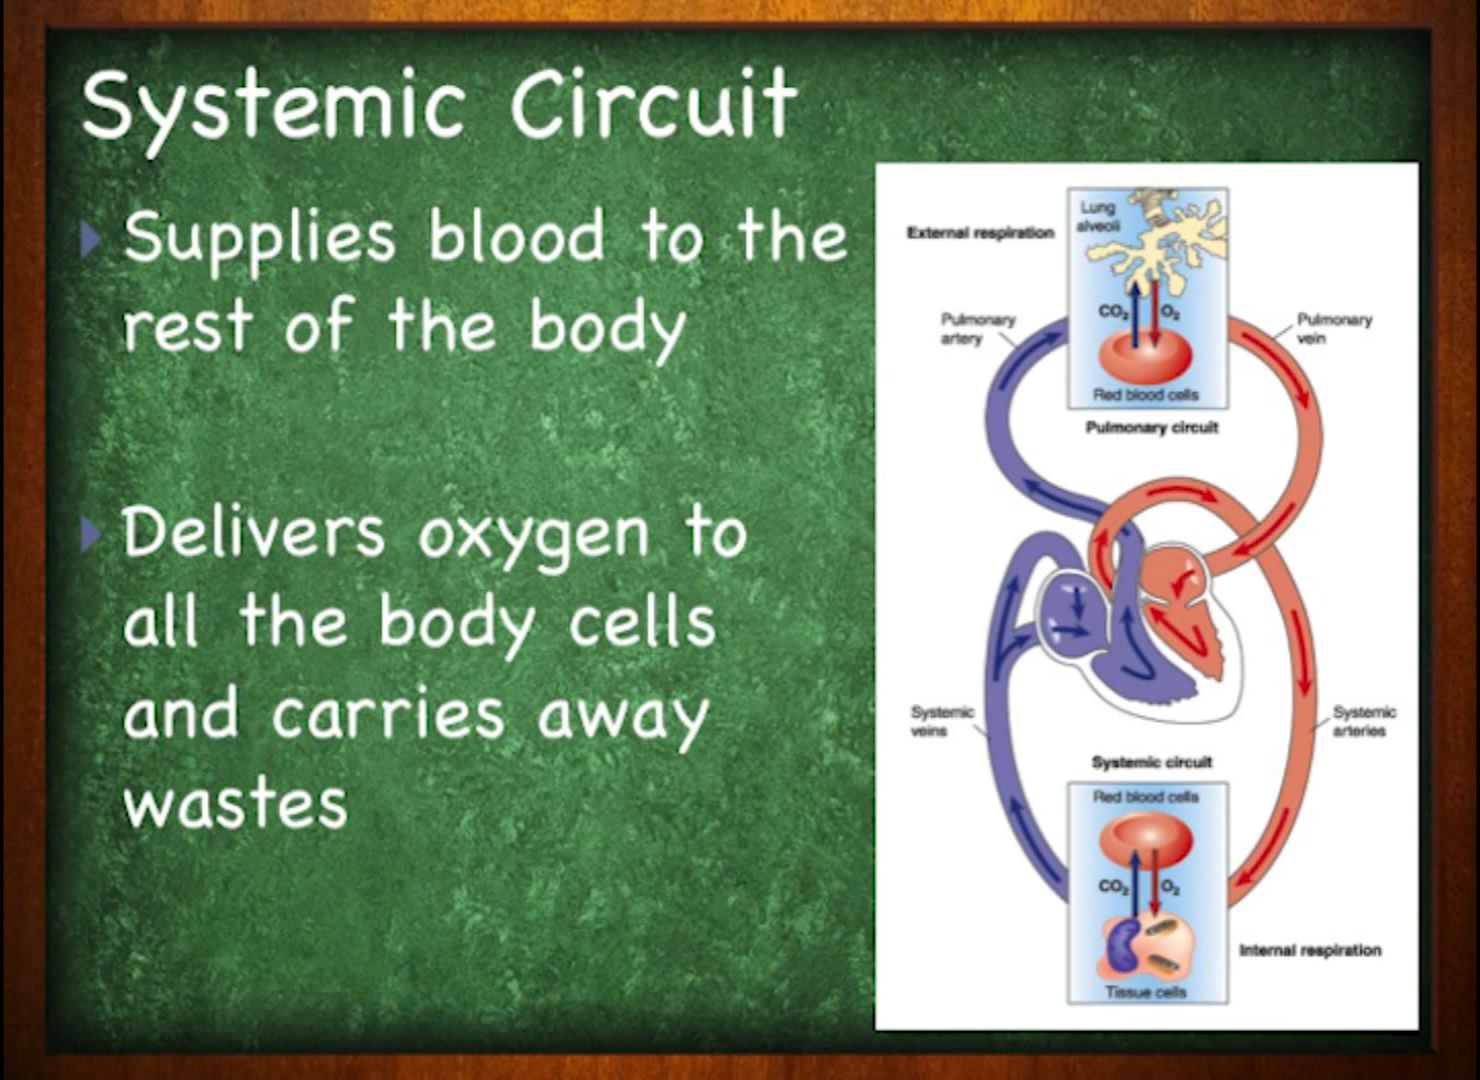 Systemic Circuit
Supplies blood to the
rest of the body
Delivers oxygen to
all the body cells
and carries away
wastes
Lung
alveoli
External respiration
CO₂ O₂
Pulmonary
artery
Pulmonary
vein
Red blood cells
Pulmonary circuit
Systemic
veins
Systemic
arteries
Systemic circuit
Red blood cells
CO₂ O₂
Internal respiration
Tissue cells